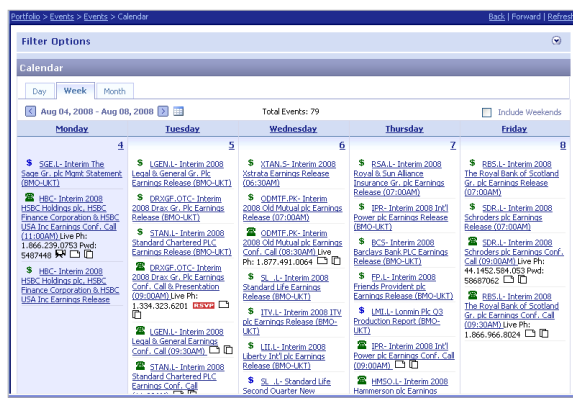 Portfolio > Events > Events > Calendar
Back | Forward | Refresh
Filter Options
Calendar
Day Week Month
Aug 04, 2008 - Aug 08, 2008
Total Events: 79
Include Weekends
Monday Tuesday Wednesday Thursday Friday
4
$ SGE.L- Interim The
Sage Gr. plc Mgmt Statement
(BMO-UKT)
HBC- Interim 2008
HSBC Holdings plc, HSBC
Finance Corporation & HSBC
USA Inc Earnings Conf. Call
(11:00AM) Live Ph:
1.866.239.0753 Pwd:
5487448
$ HBC- Interim 2008
HSBC Holdings plc, HSBC
Finance Corporation & HSBC
USA Inc Earnings Release
5
$ LGEN.L- Interim 2008
Legal & General Gr. Plc
Earnings Release (BMO-UKT)
$ DRXGF.OTC- Interim
2008 Drax Gr. Plc Earnings
Release (BMO-UKT)
$ STAN.L- Interim 2008
Standard Chartered PLC
Earnings Release (BMO-UKT)
DRXGF.OTC- Interim
2008 Drax Gr. Plc Earnings
Conf. Call & Presentation
(09:00AM) Live Ph:
1.334.323.6201 RSVP
LGEN.L- Interim 2008
Legal & General Earnings
Conf. Call (09:30AM)
STAN.L- Interim 2008
Standard Chartered PLC
Earnings Conf. Call
6
$ XTAN.S- Interim 2008
Xstrata Earnings Release
(06:30AM)
$ ODMTF.PK- Interim
2008 Old Mutual plc Earnings
Release (07:00AM)
ODMTF.PK- Interim
2008 Old Mutual plc Earnings
Conf. Call (08:30AM) Live
Ph: 1.877.491.0064
$ SL_.L- Interim 2008
Standard Life Earnings
Release (BMO-UKT)
$ ITV.L- Interim 2008 ITV
plc Earnings Release (BMO-
UKT)
$ LII.L- Interim 2008
Liberty Int'l plc Earnings
Release (BMO-UKT)
$ SL_.L- Standard Life
Second Quarter New
7
$ RSA.L- Interim 2008
Royal & Sun Alliance
Insurance Gr. plc Earnings
Release (07:00AM)
$ IPR- Interim 2008 Int'l
Power plc Earnings Release
(BMO-UKT)
$ BCS- Interim 2008
Barclays Bank PLC Earnings
Release (BMO-UKT)
$ FP.L- Interim 2008
Friends Provident plc
Earnings Release (BMO-UKT)
$ LMI.L- Lonmin Plc Q3
Production Report (BMO-
UKT)
IPR- Interim 2008 Int'l
Power plc Earnings Conf. Call
(09:00AM)
HMSO.L- Interim 2008
Hammerson plc Earnings
8
$ RBS.L- Interim 2008
The Royal Bank of Scotland
Gr. plc Earnings Release
(07:00AM)
$ SDR.L- Interim 2008
Schroders plc Earnings
Release (07:00AM)
SDR.L- Interim 2008
Schroders plc Earnings Conf.
Call (09:00AM) Live Ph:
44.1452.584.053 Pwd:
58687062
RBS.L- Interim 2008
The Royal Bank of Scotland
Gr. plc Earnings Conf. Call
(09:30AM) Live Ph:
1.866.966.8024